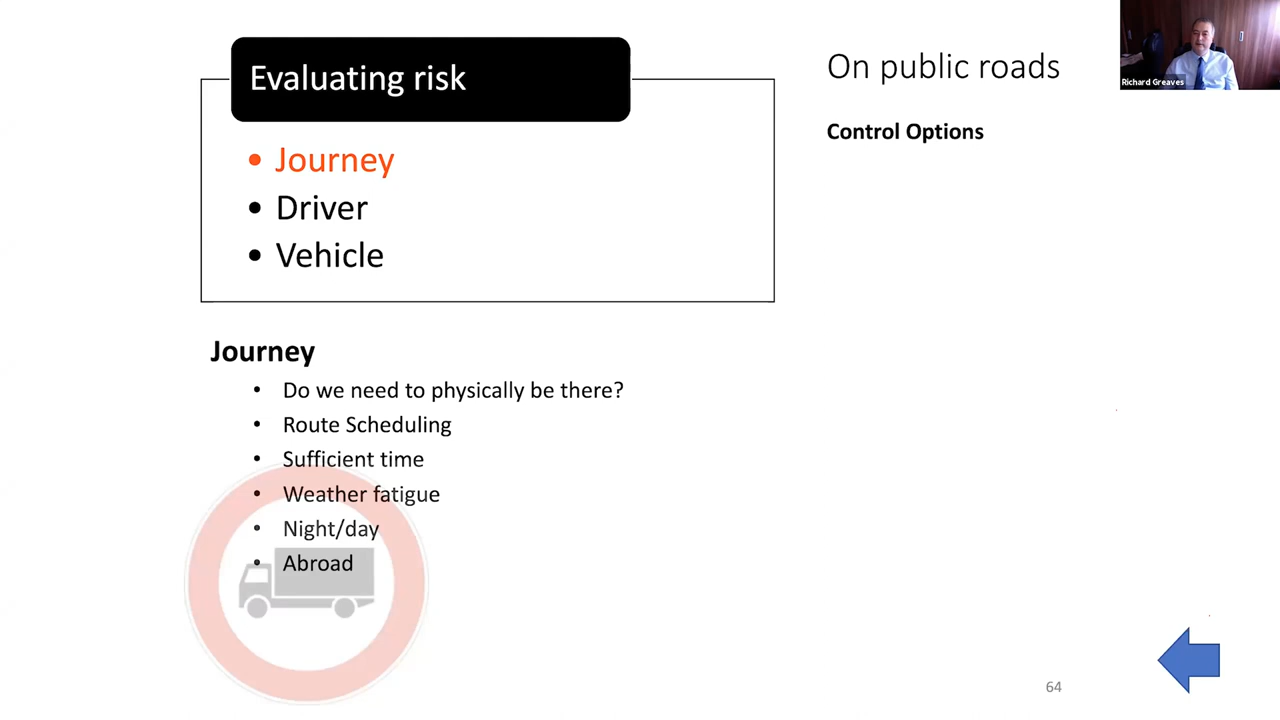 Evaluating risk
• Journey
• Driver
• Vehicle
On public roads
Control Options
Richard Greaves
Journey
• Do we need to physically be there?
• Route Scheduling
• Sufficient time
• Weather fatigue
• Night/day
• Abroad
64